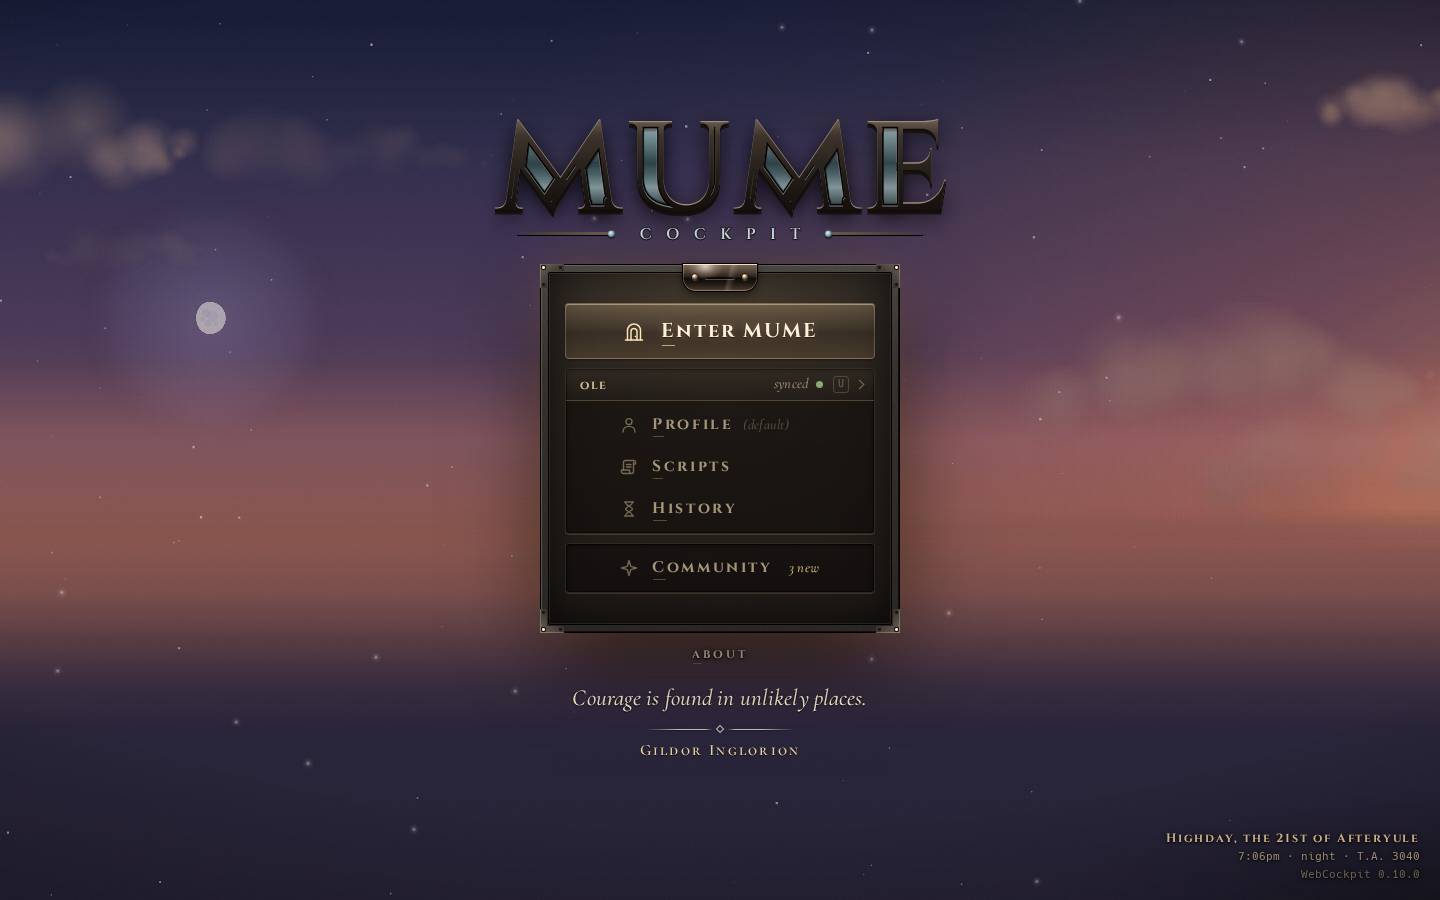 MUME
COCKPIT
Enter MUME
OLE synced U
Profile (default)
Scripts
History
Community 3 new
About
Courage is found in unlikely places.
Gildor Inglorion
Highday, the 21st of Afteryule
7:06pm · night · T.A. 3040
WebCockpit 0.10.0